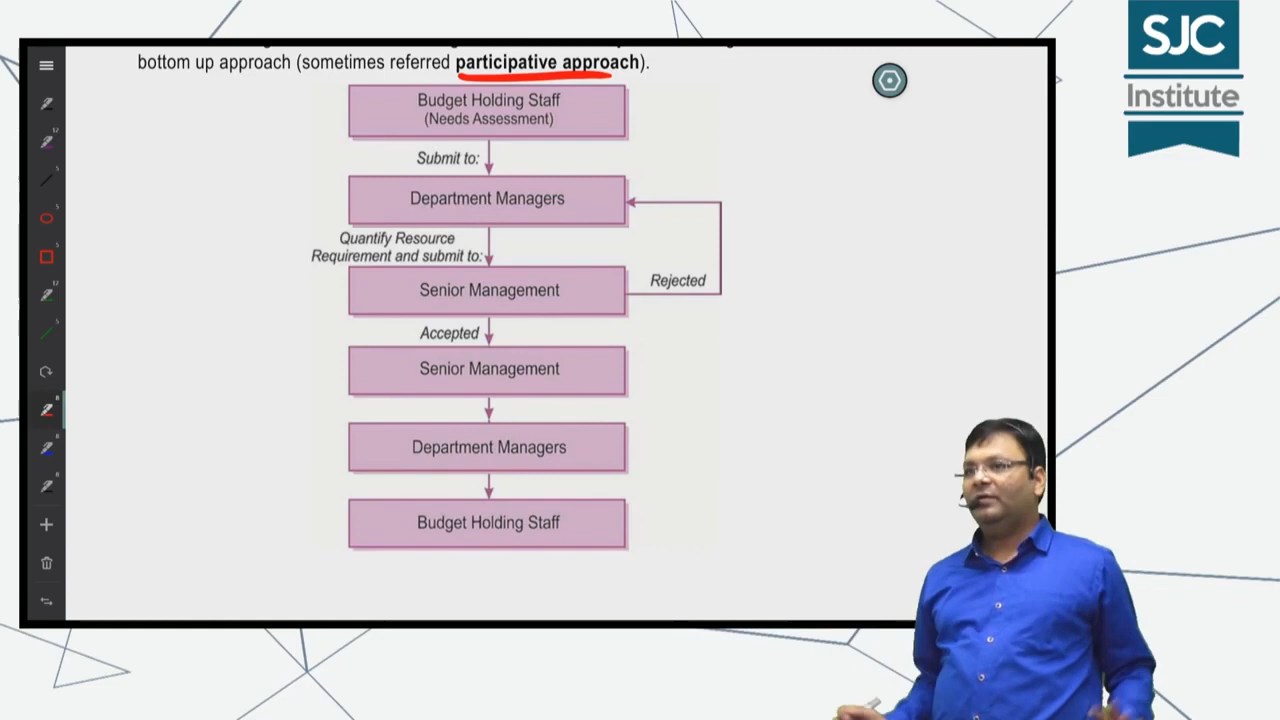 bottom up approach (sometimes referred participative approach).
Budget Holding Staff
(Needs Assessment)
Submit to:
Department Managers
Quantify Resource
Requirement and submit to:
Senior Management
Rejected
Accepted
Senior Management
Department Managers
Budget Holding Staff
SJC
Institute